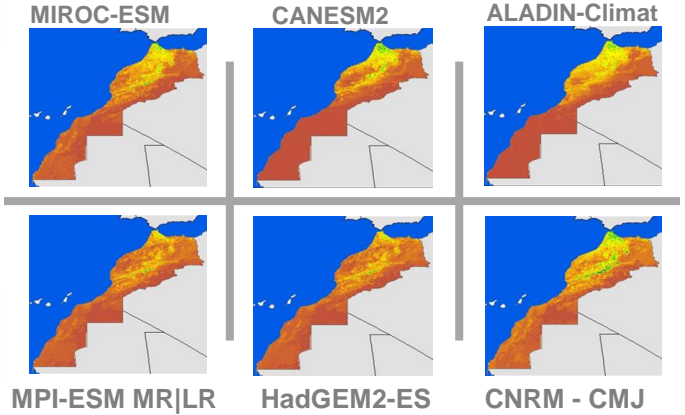 MIROC-ESM
CANESM2
ALADIN-Climat
MPI-ESM MR|LR
HadGEM2-ES
CNRM - CMJ